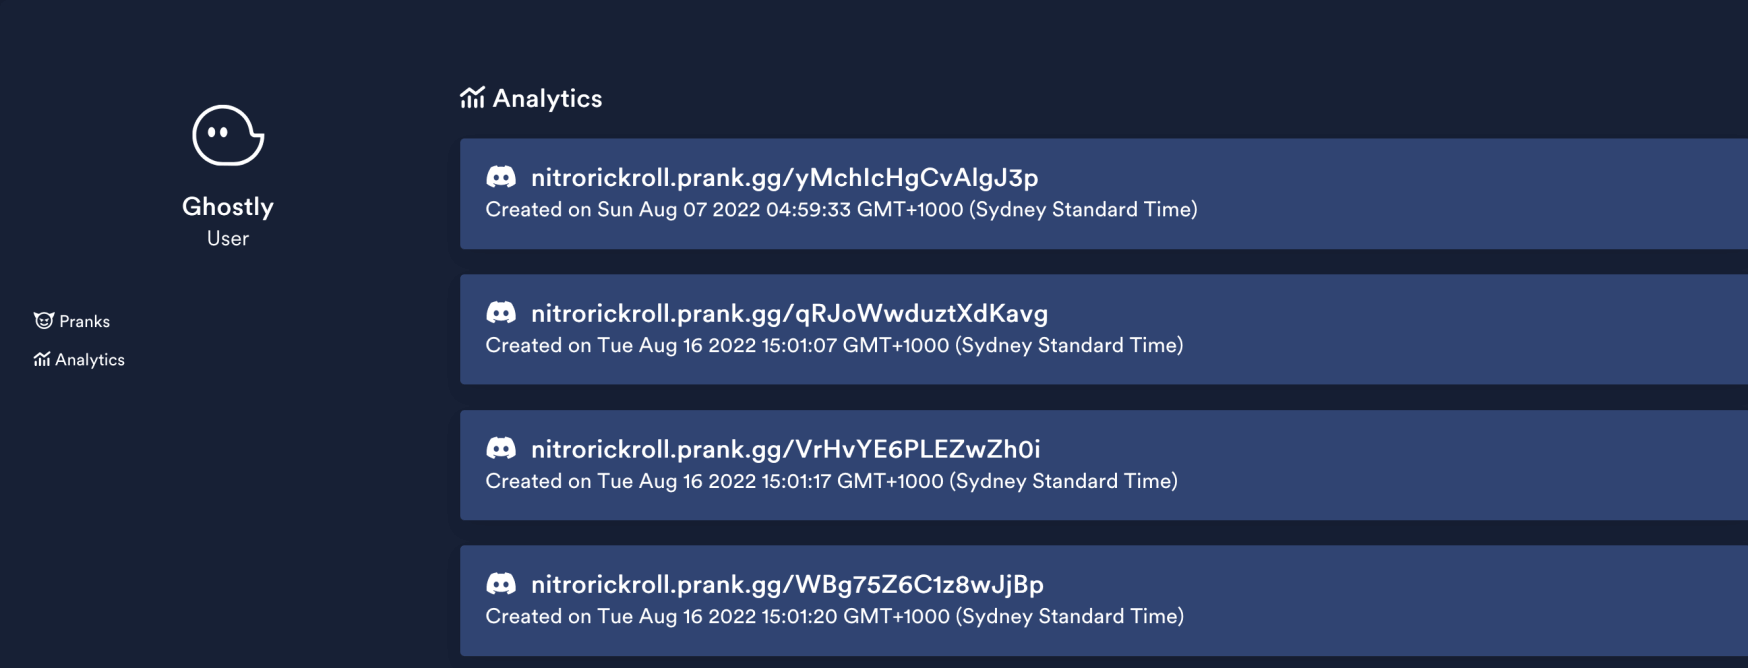 Ghostly
User
Pranks
Analytics
Analytics
nitrorickroll.prank.gg/yMchIcHgCvAlgJ3p
Created on Sun Aug 07 2022 04:59:33 GMT+1000 (Sydney Standard Time)
nitrorickroll.prank.gg/qRJoWwduztXdKavg
Created on Tue Aug 16 2022 15:01:07 GMT+1000 (Sydney Standard Time)
nitrorickroll.prank.gg/VrHvYE6PLEZwZh0i
Created on Tue Aug 16 2022 15:01:17 GMT+1000 (Sydney Standard Time)
nitrorickroll.prank.gg/WBg75Z6C1z8wJjBp
Created on Tue Aug 16 2022 15:01:20 GMT+1000 (Sydney Standard Time)